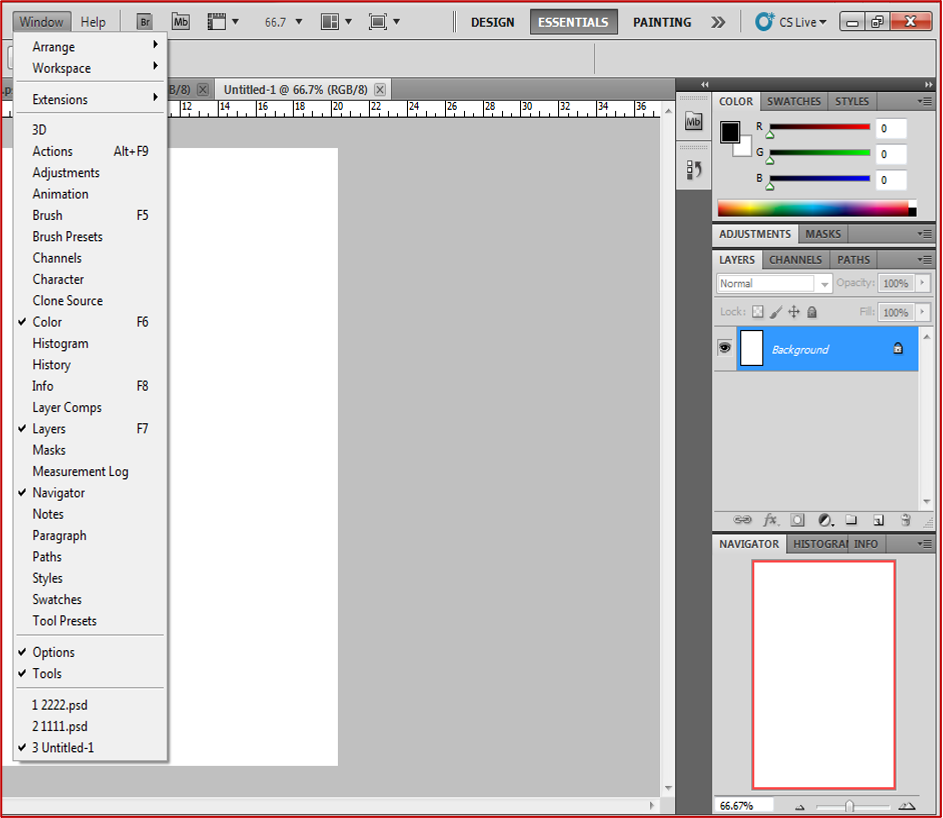 Window Help Br Mb 66.7 DESIGN ESSENTIALS PAINTING CS Live
Arrange
Workspace
Extensions
3D
Actions Alt+F9
Adjustments
Animation
Brush F5
Brush Presets
Channels
Character
Clone Source
Color F6
Histogram
History
Info F8
Layer Comps
Layers F7
Masks
Measurement Log
Navigator
Notes
Paragraph
Paths
Styles
Swatches
Tool Presets
Options
Tools
1 2222.psd
2 1111.psd
3 Untitled-1
B/8) Untitled-1 @ 66.7% (RGB/8)
12 14 16 18 20 22 24 26 28 30 32 34 36
Mb
COLOR SWATCHES STYLES
R 0
G 0
B 0
ADJUSTMENTS MASKS
LAYERS CHANNELS PATHS
Normal Opacity: 100%
Lock: Fill: 100%
Background
fx
NAVIGATOR HISTOGRAM INFO
66.67%